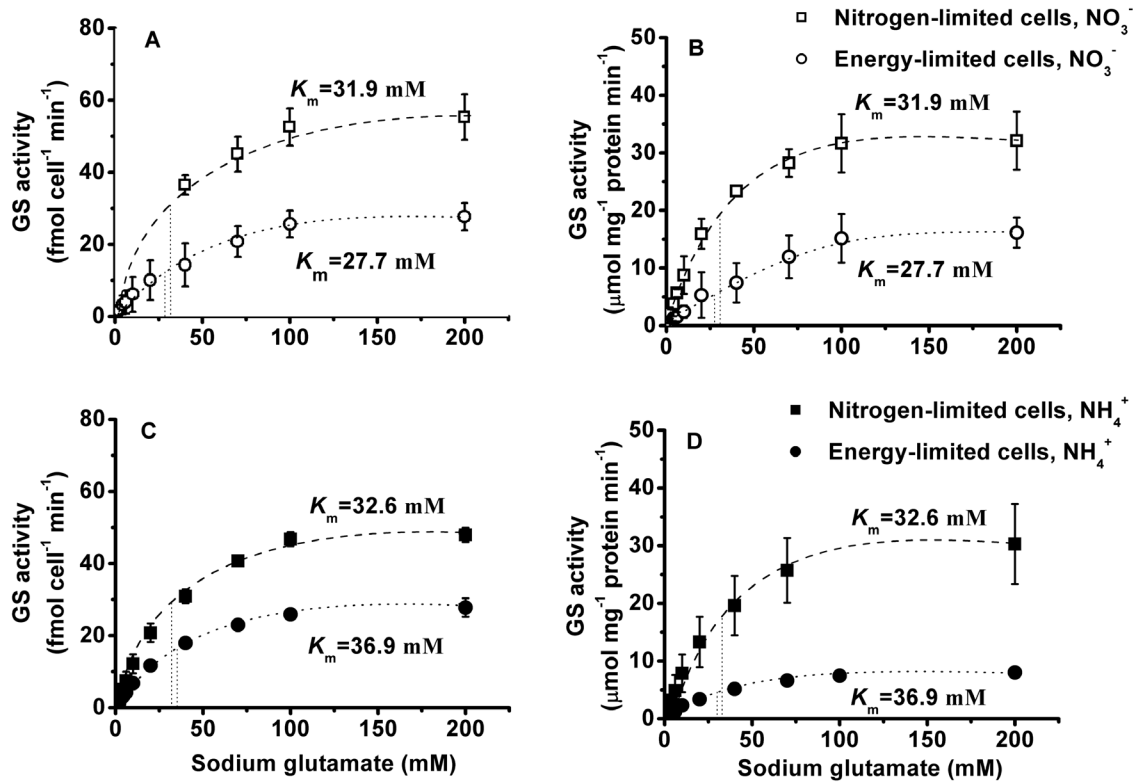 A
GS activity
(fmol cell⁻¹ min⁻¹)
80
60
40
20
0
Kₘ=31.9 mM
Kₘ=27.7 mM
0 50 100 150 200
Nitrogen-limited cells, NO₃⁻
Energy-limited cells, NO₃⁻
B
GS activity
(μmol mg⁻¹ protein min⁻¹)
50
40
30
20
10
0
Kₘ=31.9 mM
Kₘ=27.7 mM
0 50 100 150 200
C
GS activity
(fmol cell⁻¹ min⁻¹)
80
60
40
20
0
Kₘ=32.6 mM
Kₘ=36.9 mM
0 50 100 150 200
Sodium glutamate (mM)
Nitrogen-limited cells, NH₄⁺
Energy-limited cells, NH₄⁺
D
GS activity
(μmol mg⁻¹ protein min⁻¹)
50
40
30
20
10
0
Kₘ=32.6 mM
Kₘ=36.9 mM
0 50 100 150 200
Sodium glutamate (mM)